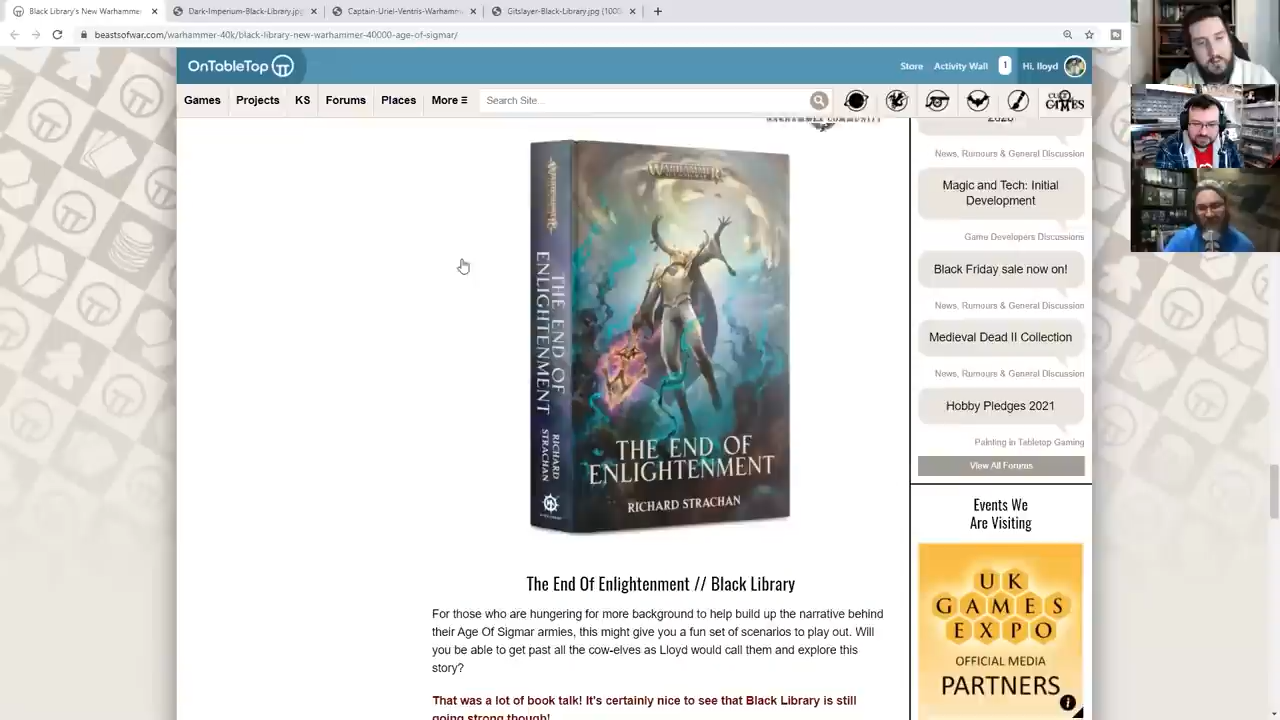 Black Library's New Warhammer
Dark-Imperium-Black-Library.jpg
Captain-Uriel-Ventris-Warhamm
Gitslayer-Black-Library.jpg (1005
beastsofwar.com/warhammer-40k/black-library-new-warhammer-40000-age-of-sigmar/
OnTableTop
Store
Activity Wall
1
Hi, lloyd
Games
Projects
KS
Forums
Places
More
Search Site...
GAMES
WARHAMMER
THE END OF
ENLIGHTENMENT
RICHARD
STRACHAN
THE END OF
ENLIGHTENMENT
RICHARD STRACHAN
The End Of Enlightenment // Black Library
For those who are hungering for more background to help build up the narrative behind
their Age Of Sigmar armies, this might give you a fun set of scenarios to play out. Will
you be able to get past all the cow-elves as Lloyd would call them and explore this
story?
That was a lot of book talk! It's certainly nice to see that Black Library is still
going strong though!
News, Rumours & General Discussion
Magic and Tech: Initial
Development
Game Developers Discussions
Black Friday sale now on!
News, Rumours & General Discussion
Medieval Dead II Collection
News, Rumours & General Discussion
Hobby Pledges 2021
Painting in Tabletop Gaming
View All Forums
Events We
Are Visiting
UK
GAMES
EXPO
OFFICIAL MEDIA
PARTNERS